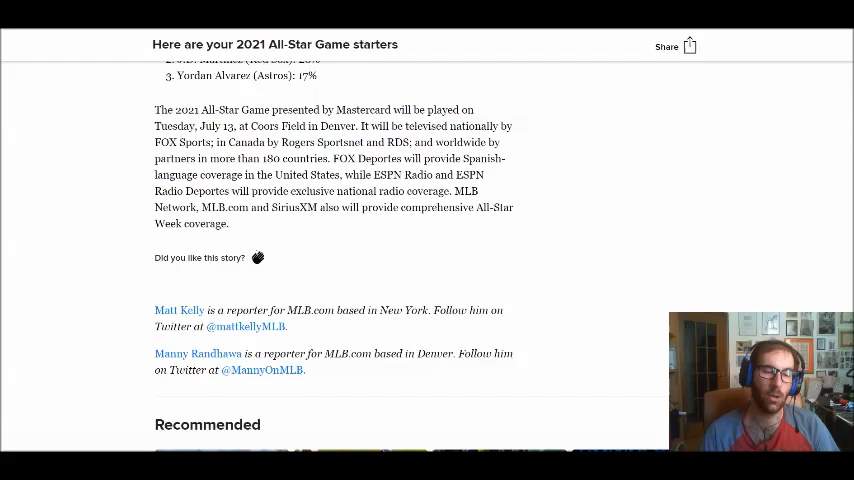 Here are your 2021 All-Star Game starters
Share
2. J.D. Martinez (Red Sox):
3. Yordan Alvarez (Astros): 17%
The 2021 All-Star Game presented by Mastercard will be played on
Tuesday, July 13, at Coors Field in Denver. It will be televised nationally by
FOX Sports; in Canada by Rogers Sportsnet and RDS; and worldwide by
partners in more than 180 countries. FOX Deportes will provide Spanish-
language coverage in the United States, while ESPN Radio and ESPN
Radio Deportes will provide exclusive national radio coverage. MLB
Network, MLB.com and SiriusXM also will provide comprehensive All-Star
Week coverage.
Did you like this story?
Matt Kelly is a reporter for MLB.com based in New York. Follow him on
Twitter at @mattkellyMLB.
Manny Randhawa is a reporter for MLB.com based in Denver. Follow him
on Twitter at @MannyOnMLB.
Recommended